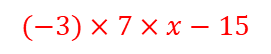 (−3) × 7 × 𝑥 − 15